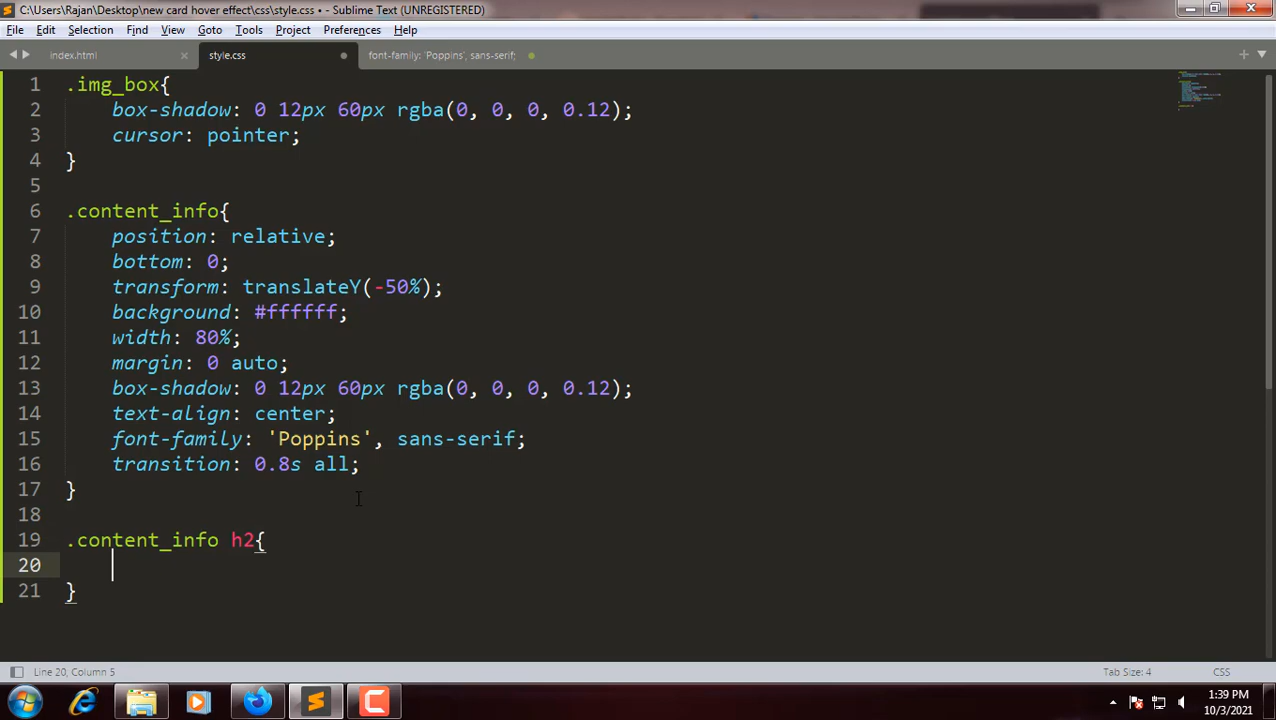 C:\Users\Rajan\Desktop\new card hover effect\css\style.css • - Sublime Text (UNREGISTERED)
File Edit Selection Find View Goto Tools Project Preferences Help
index.html style.css font-family: 'Poppins', sans-serif;
1 .img_box{
2 box-shadow: 0 12px 60px rgba(0, 0, 0, 0.12);
3 cursor: pointer;
4 }
5
6 .content_info{
7 position: relative;
8 bottom: 0;
9 transform: translateY(-50%);
10 background: #ffffff;
11 width: 80%;
12 margin: 0 auto;
13 box-shadow: 0 12px 60px rgba(0, 0, 0, 0.12);
14 text-align: center;
15 font-family: 'Poppins', sans-serif;
16 transition: 0.8s all;
17 }
18
19 .content_info h2{
20
21 }
Line 20, Column 5 Tab Size: 4 CSS
1:39 PM
10/3/2021